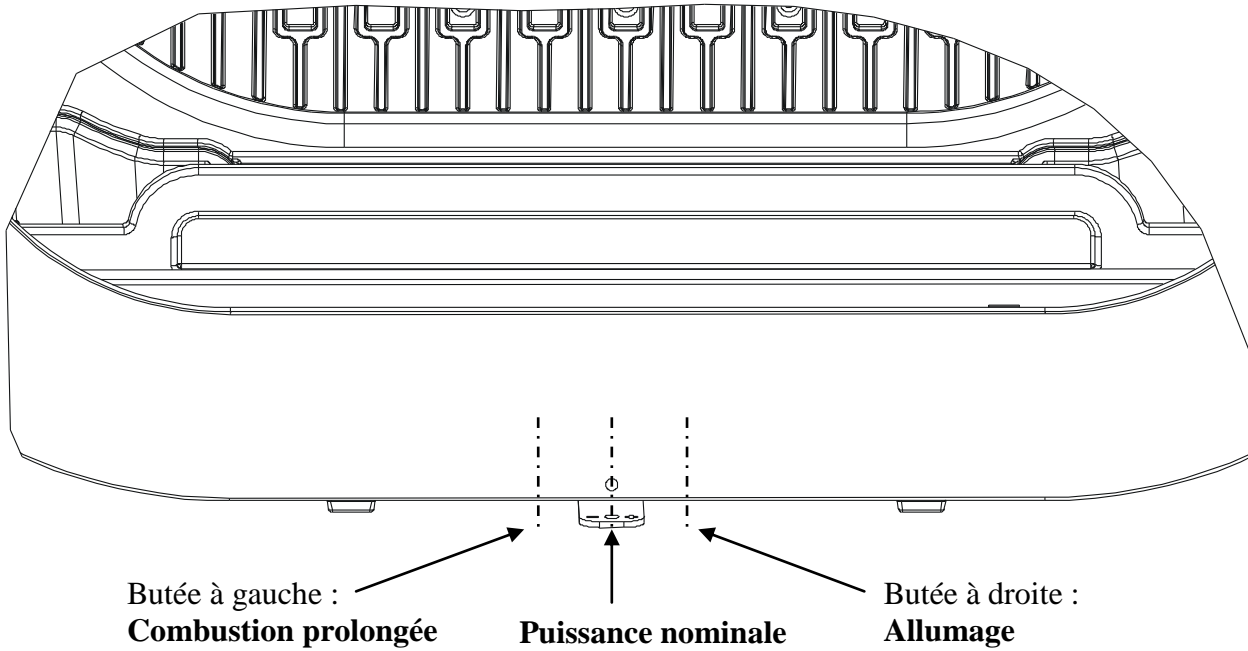 Butée à gauche :
Combustion prolongée
Puissance nominale
Butée à droite :
Allumage